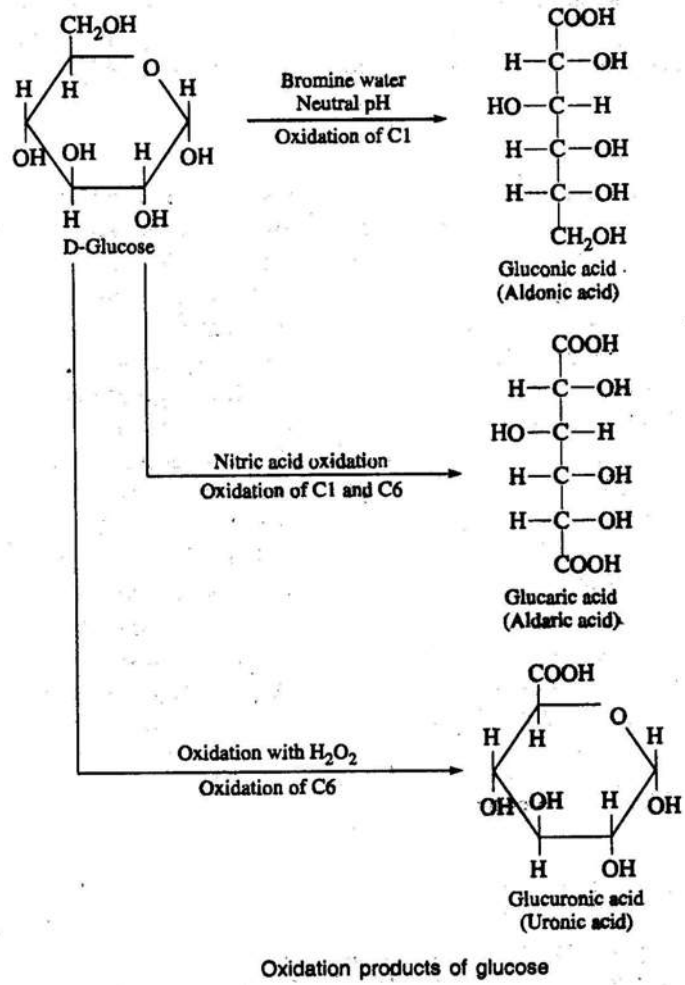 CH₂OH
O
H
H
H
OH
OH
H
OH
H
OH
D-Glucose
Bromine water
Neutral pH
Oxidation of C1
COOH
H—C—OH
HO—C—H
H—C—OH
H—C—OH
CH₂OH
Gluconic acid
(Aldonic acid)
Nitric acid oxidation
Oxidation of C1 and C6
COOH
H—C—OH
HO—C—H
H—C—OH
H—C—OH
COOH
Glucaric acid
(Aldaric acid)
Oxidation with H₂O₂
Oxidation of C6
COOH
O
H
H
H
OH
OH
H
OH
H
OH
Glucuronic acid
(Uronic acid)
Oxidation products of glucose